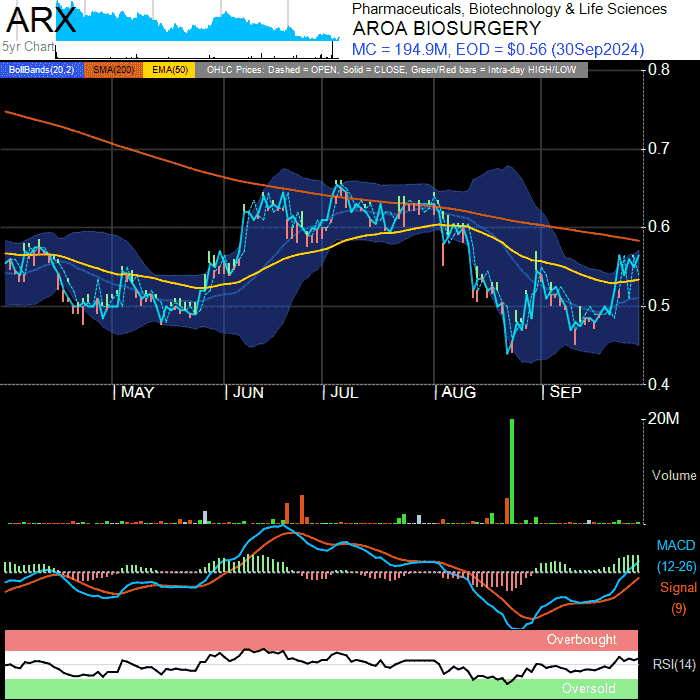 ARX
5yr Chart
Pharmaceuticals, Biotechnology & Life Sciences
AROA BIOSURGERY
MC = 194.9M, EOD = $0.56 (30Sep2024)
BollBands(20,2) SMA(200) EMA(50) OHLC Prices: Dashed = OPEN, Solid = CLOSE, Green/Red bars = Intra-day HIGH/LOW
0.8
0.7
0.6
0.5
0.4
MAY JUN JUL AUG SEP
20M
Volume
MACD
(12-26)
Signal
(9)
Overbought
RSI(14)
Oversold